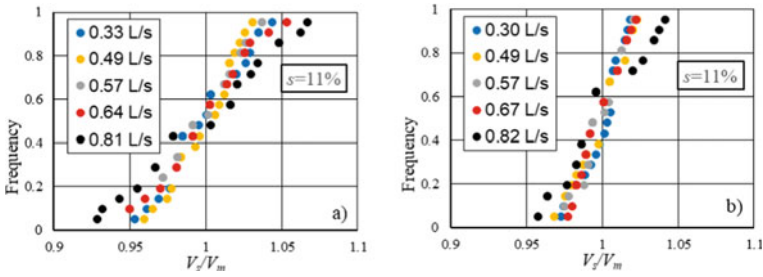 1
0.8
0.6
0.4
0.2
0
Frequency
0.33 L/s
0.49 L/s
0.57 L/s
0.64 L/s
0.81 L/s
s=11%
a)
0.9 0.95 1 1.05 1.1
Vz/Vm
1
0.8
0.6
0.4
0.2
0
Frequency
0.30 L/s
0.49 L/s
0.57 L/s
0.67 L/s
0.82 L/s
s=11%
b)
0.9 0.95 1 1.05 1.1
Vz/Vm